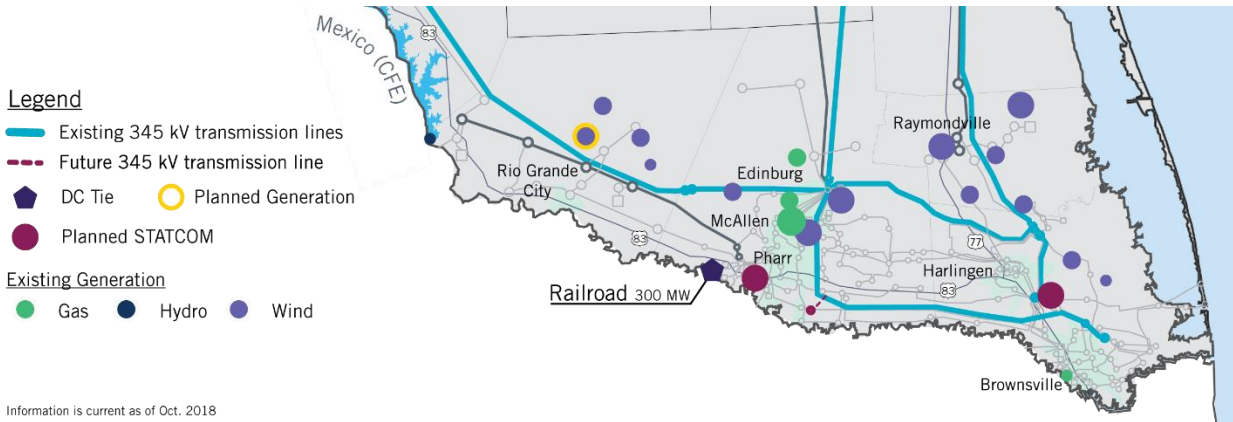 Mexico (CFE)
83
Legend
Existing 345 kV transmission lines
Future 345 kV transmission line
DC Tie
Planned Generation
Planned STATCOM
Existing Generation
Gas
Hydro
Wind
Information is current as of Oct. 2018
Raymondville
Edinburg
Rio Grande
City
McAllen
83
77
Pharr
Harlingen
Railroad 300 MW
83
Brownsville